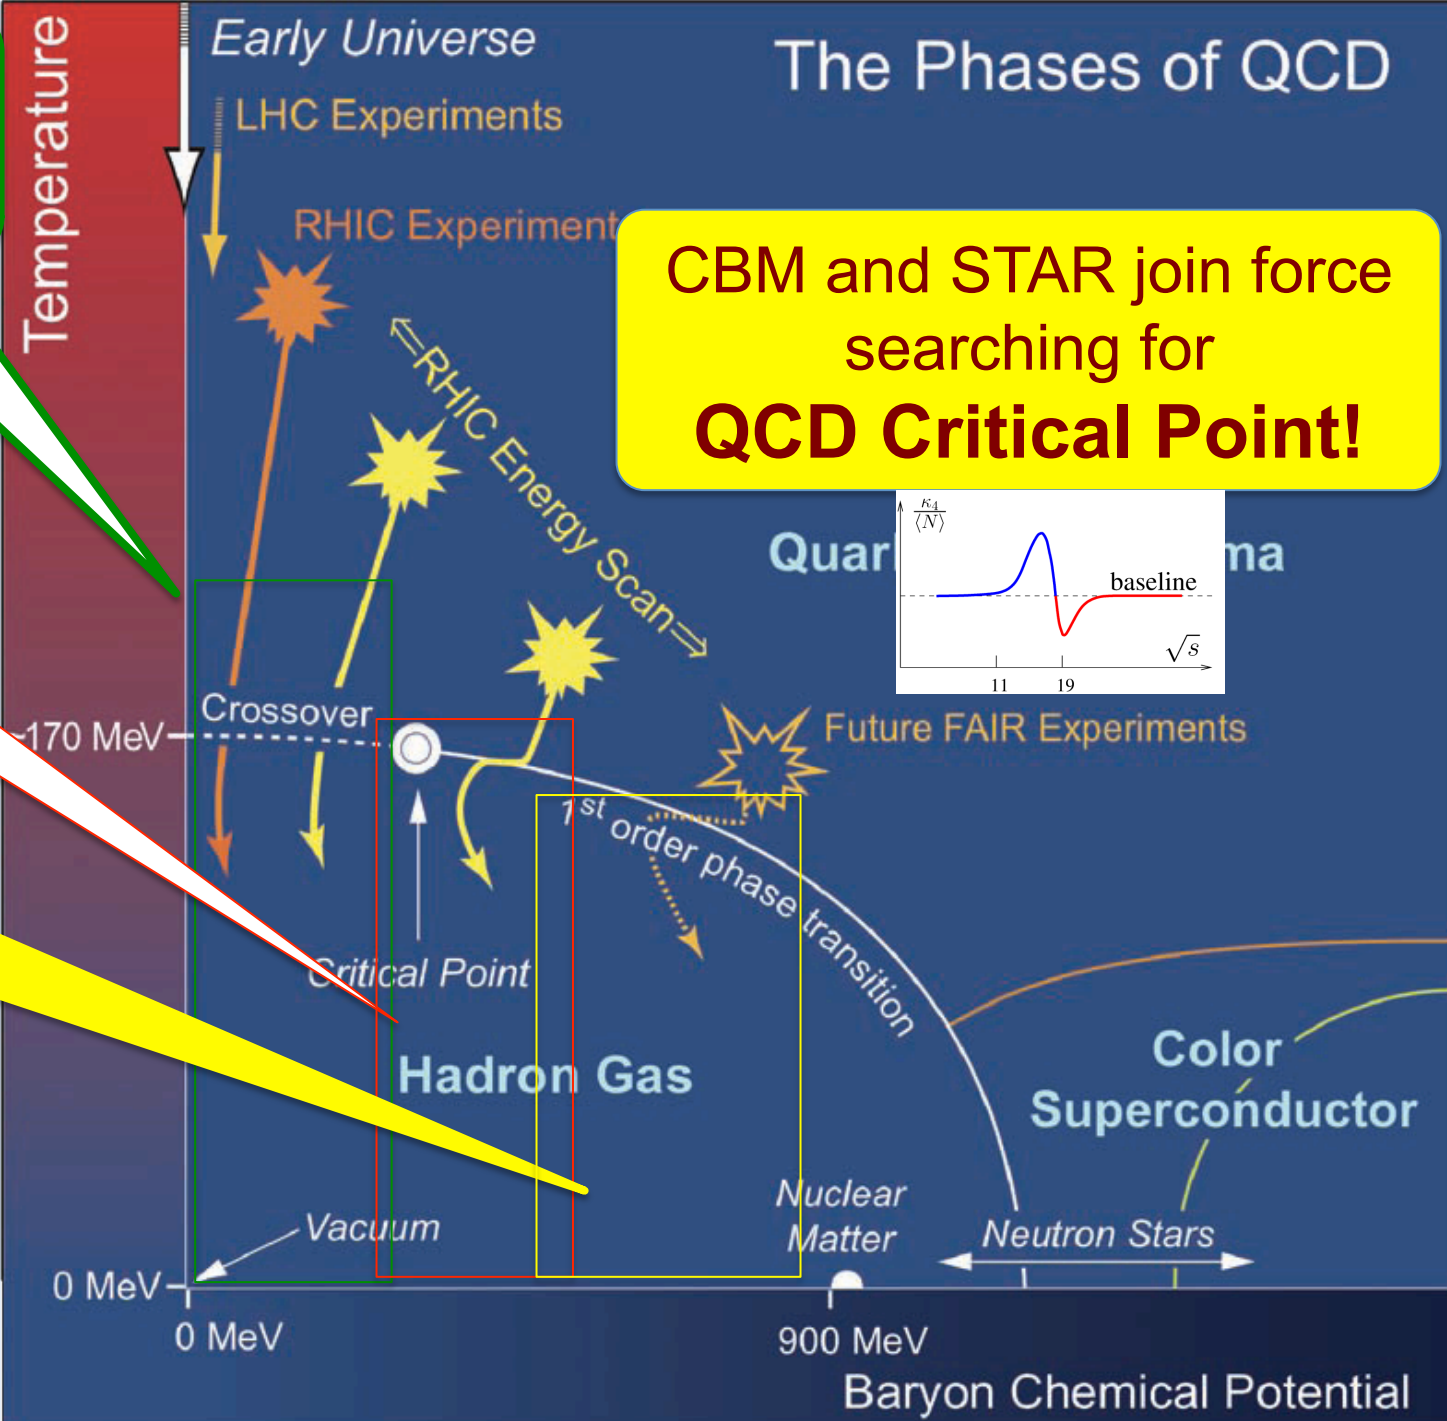 Temperature
Early Universe
The Phases of QCD
LHC Experiments
RHIC Experiment
CBM and STAR join force
searching for
QCD Critical Point!
⇐RHIC Energy Scan⇒
κ4
⟨N⟩
baseline
√s
11
19
Quar
ma
Crossover
~170 MeV
Future FAIR Experiments
1st order phase transition
Critical Point
Hadron Gas
Color
Superconductor
Nuclear
Matter
Neutron Stars
Vacuum
0 MeV
0 MeV
900 MeV
Baryon Chemical Potential